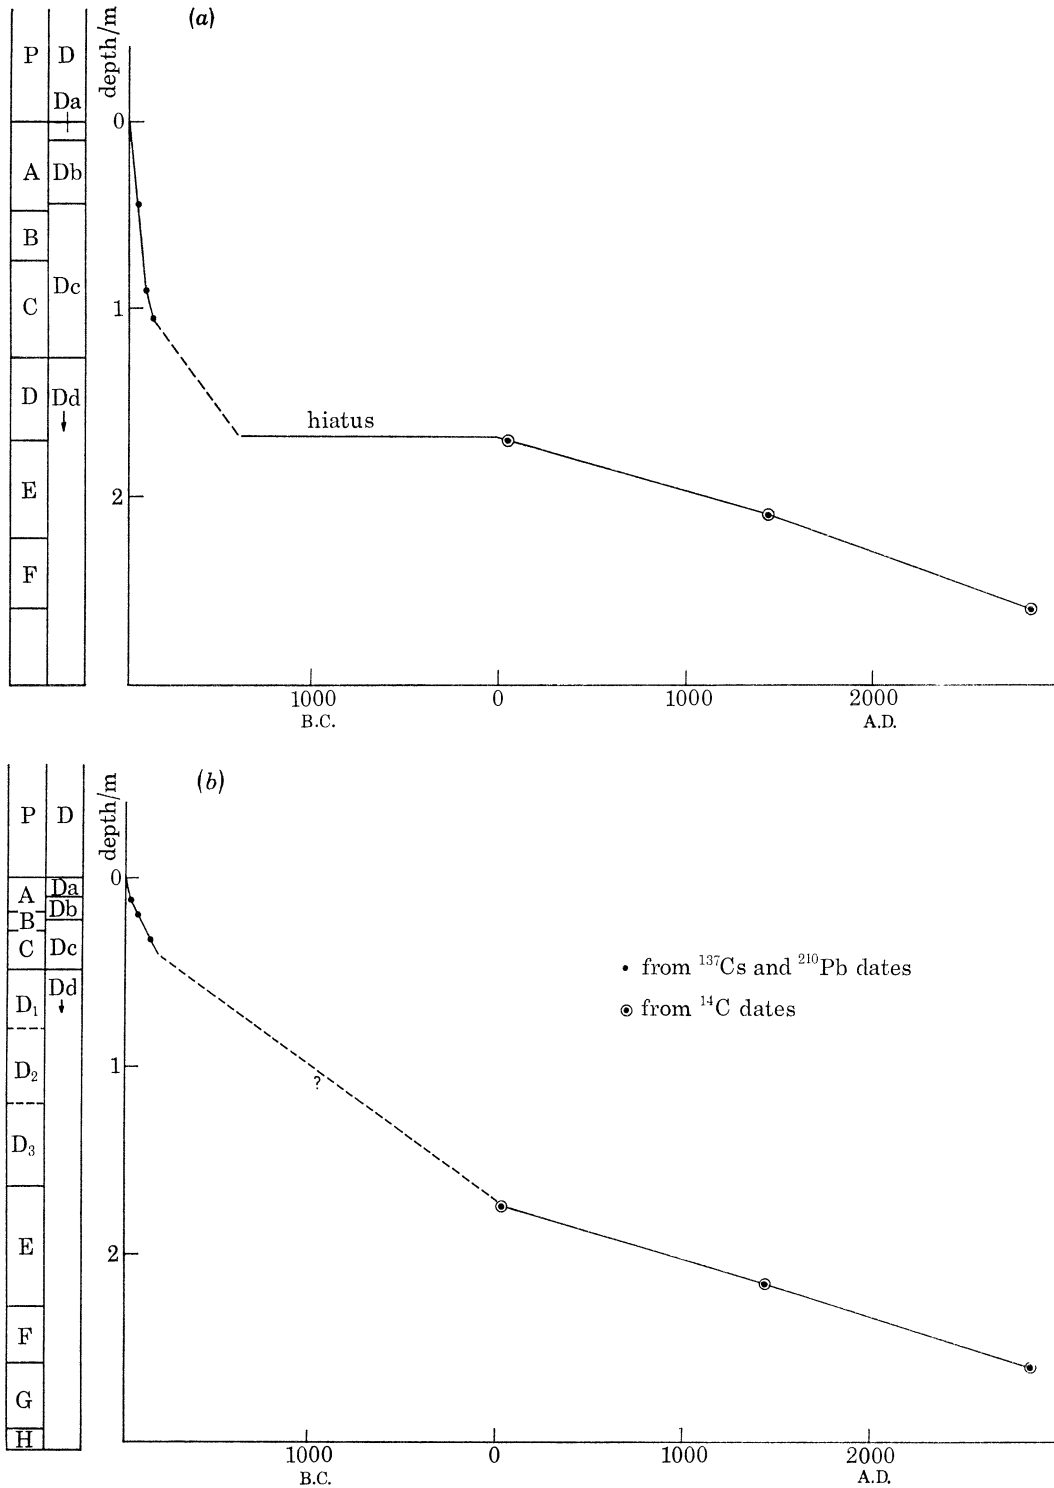 (a)
depth/m
P D
Da
0
A Db
B
Dc
C
1
D Dd
hiatus
E
2
F
1000 0 1000 2000
B.C. A.D.
(b)
depth/m
P D
0
A Da
B Db
C Dc
from ¹³⁷Cs and ²¹⁰Pb dates
Dd
D₁
from ¹⁴C dates
1
D₂
?
D₃
E
2
F
G
H
1000 0 1000 2000
B.C. A.D.